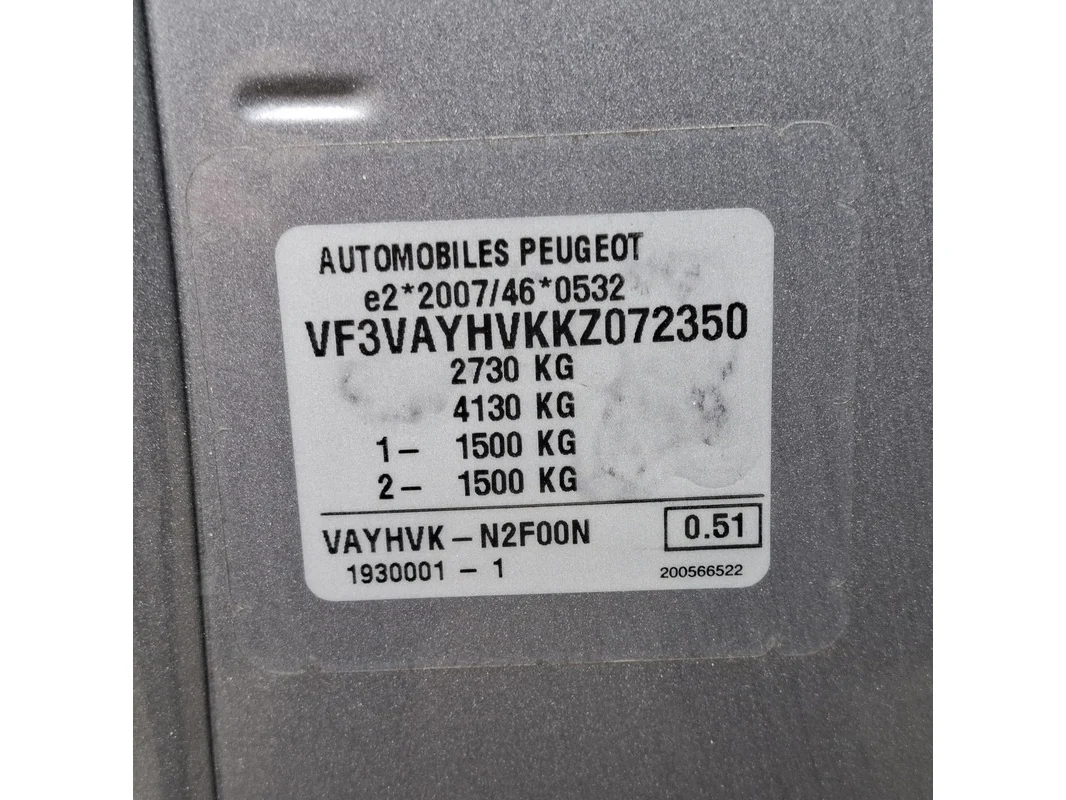 AUTOMOBILES PEUGEOT
e2*2007/46*0532
VF3VAYHVKKZ072350
2730 KG
4130 KG
1- 1500 KG
2- 1500 KG
VAYHVK-N2F00N 0.51
1930001 - 1 200566522